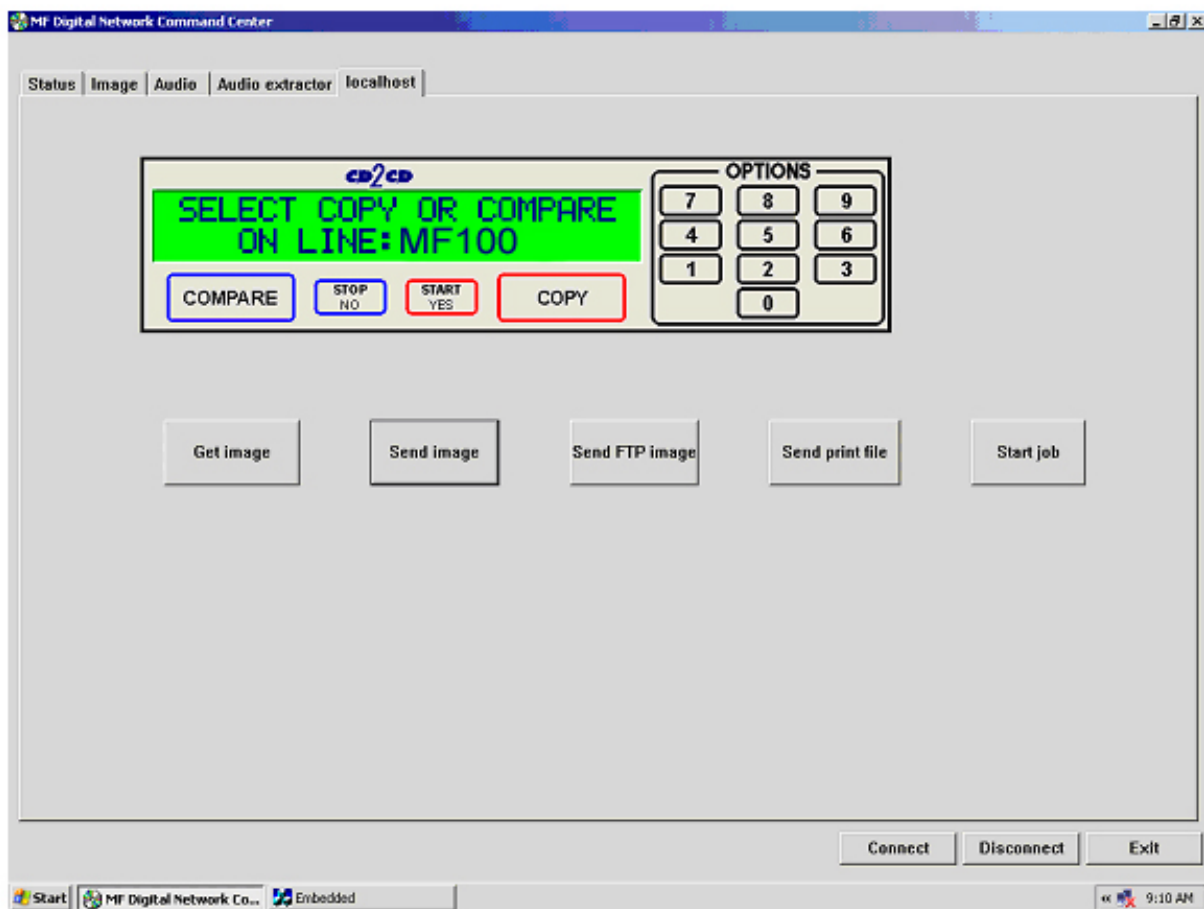 MF Digital Network Command Center
Status Image Audio Audio extractor localhost
CD2CD
SELECT COPY OR COMPARE
ON LINE:MF100
COMPARE
STOP
NO
START
YES
COPY
OPTIONS
7 8 9
4 5 6
1 2 3
0
Get image Send image Send FTP image Send print file Start job
Connect Disconnect Exit
Start MF Digital Network Co... Embedded 9:10 AM